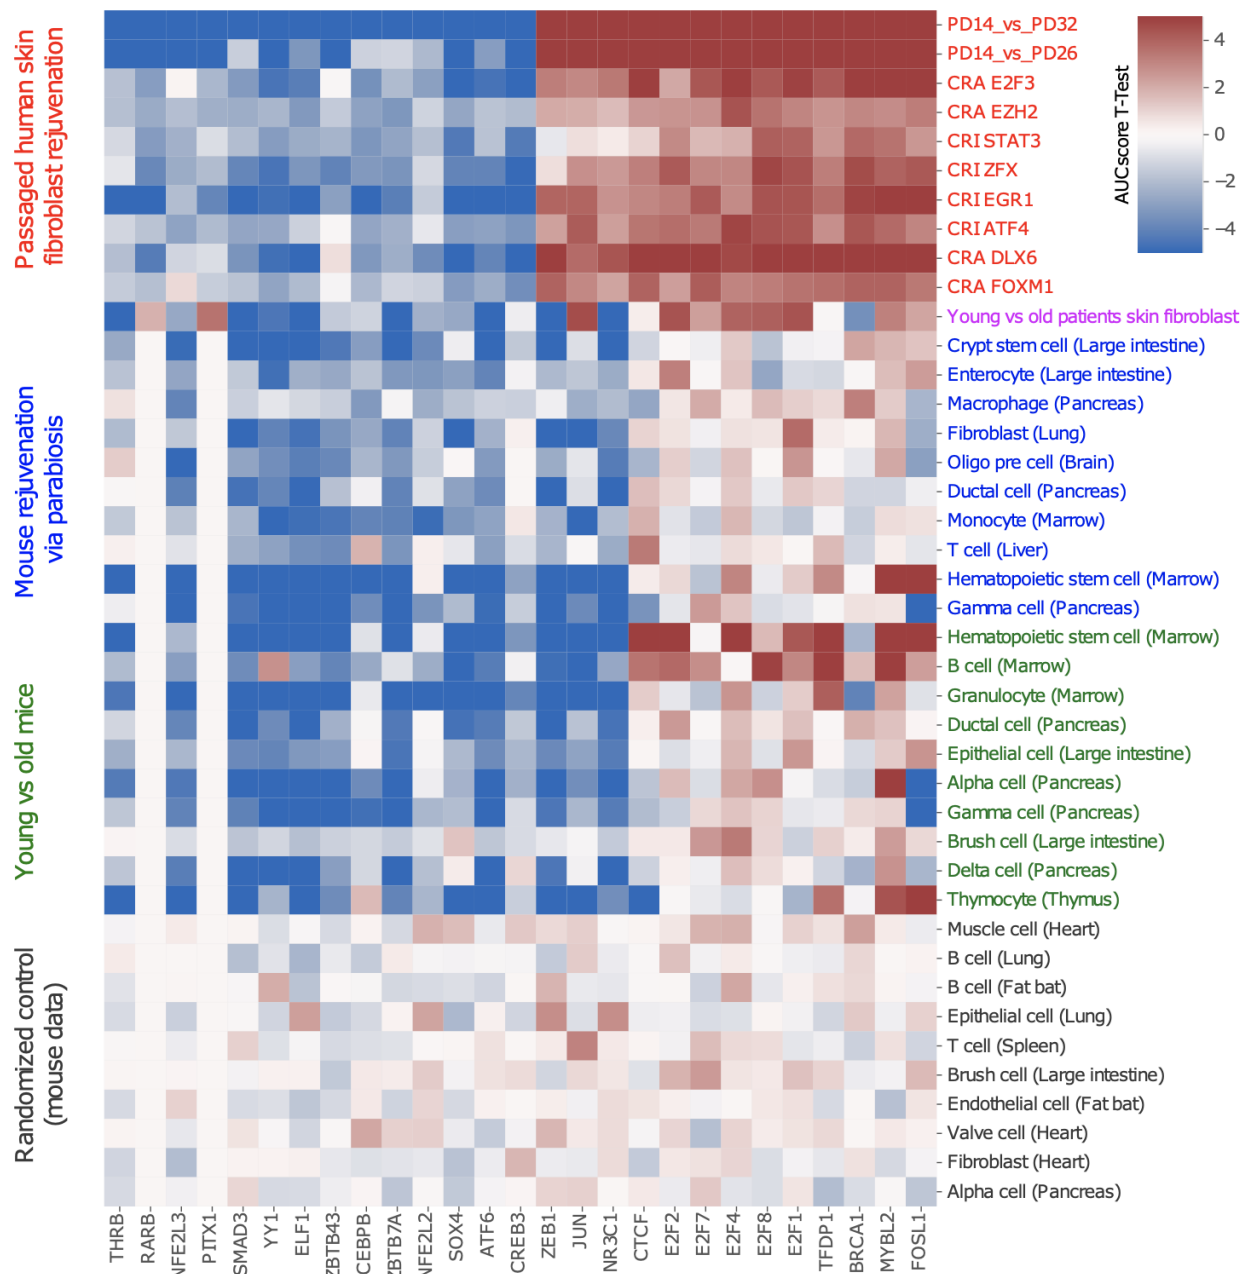 Passaged human skin
fibroblast rejuvenation
Mouse rejuvenation
via parabiosis
Young vs old mice
Randomized control
(mouse data)
PD14_vs_PD32
PD14_vs_PD26
CRA E2F3
CRA EZH2
CRI STAT3
CRI ZFX
CRI EGR1
CRI ATF4
CRA DLX6
CRA FOXM1
Young vs old patients skin fibroblast
Crypt stem cell (Large intestine)
Enterocyte (Large intestine)
Macrophage (Pancreas)
Fibroblast (Lung)
Oligo pre cell (Brain)
Ductal cell (Pancreas)
Monocyte (Marrow)
T cell (Liver)
Hematopoietic stem cell (Marrow)
Gamma cell (Pancreas)
Hematopoietic stem cell (Marrow)
B cell (Marrow)
Granulocyte (Marrow)
Ductal cell (Pancreas)
Epithelial cell (Large intestine)
Alpha cell (Pancreas)
Gamma cell (Pancreas)
Brush cell (Large intestine)
Delta cell (Pancreas)
Thymocyte (Thymus)
Muscle cell (Heart)
B cell (Lung)
B cell (Fat bat)
Epithelial cell (Lung)
T cell (Spleen)
Brush cell (Large intestine)
Endothelial cell (Fat bat)
Valve cell (Heart)
Fibroblast (Heart)
Alpha cell (Pancreas)
AUCscore T-Test
4
2
0
−2
−4
THRB
RARB
NFE2L3
PITX1
SMAD3
YY1
ELF1
ZBTB43
CEBPB
ZBTB7A
NFE2L2
SOX4
ATF6
CREB3
ZEB1
JUN
NR3C1
CTCF
E2F2
E2F7
E2F4
E2F8
E2F1
TFDP1
BRCA1
MYBL2
FOSL1